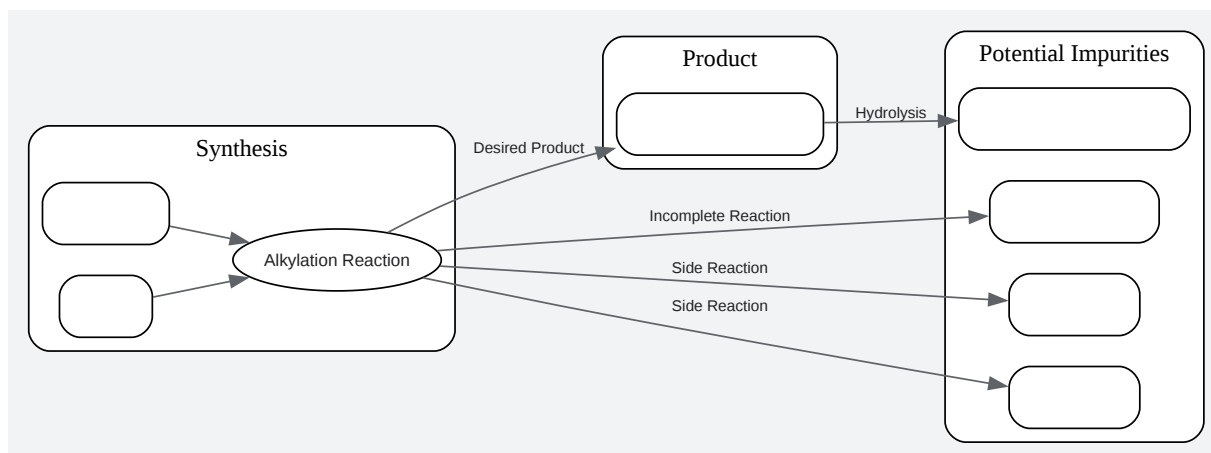 Product
Potential Impurities
Hydrolysis
Synthesis
Desired Product
Incomplete Reaction
Alkylation Reaction
Side Reaction
Side Reaction